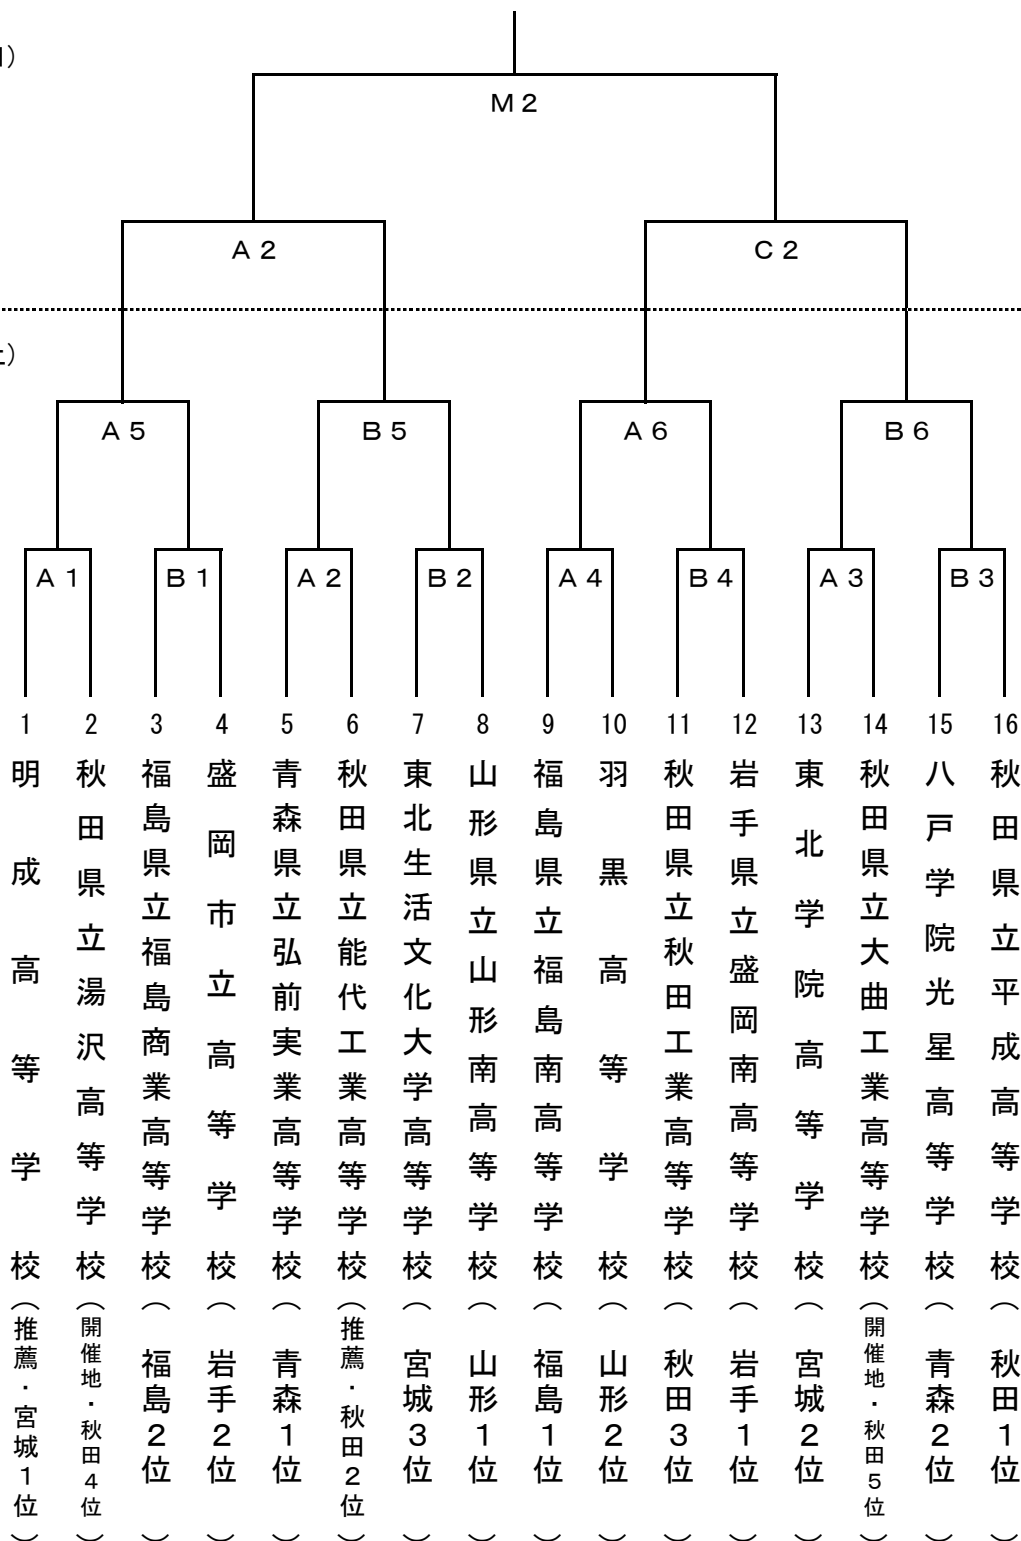 )
M2
A2
C2
)
A5
B5
A6
B6
A1
B1
A2
B2
A4
B4
A3
B3
1
明成高等学校
(推薦・宮城1位)
2
秋田県立湯沢高等学校
(開催地・秋田4位)
3
福島県立福島商業高等学校
(福島2位)
4
盛岡市立高等学校
(岩手2位)
5
青森県立弘前実業高等学校
(青森1位)
6
秋田県立能代工業高等学校
(推薦・秋田2位)
7
東北生活文化大学高等学校
(宮城3位)
8
山形県立山形南高等学校
(山形1位)
9
福島県立福島南高等学校
(福島1位)
10
羽黒高等学校
(山形2位)
11
秋田県立秋田工業高等学校
(秋田3位)
12
岩手県立盛岡南高等学校
(岩手1位)
13
東北学院高等学校
(宮城2位)
14
秋田県立大曲工業高等学校
(開催地・秋田5位)
15
八戸学院光星高等学校
(青森2位)
16
秋田県立平成高等学校
(秋田1位)